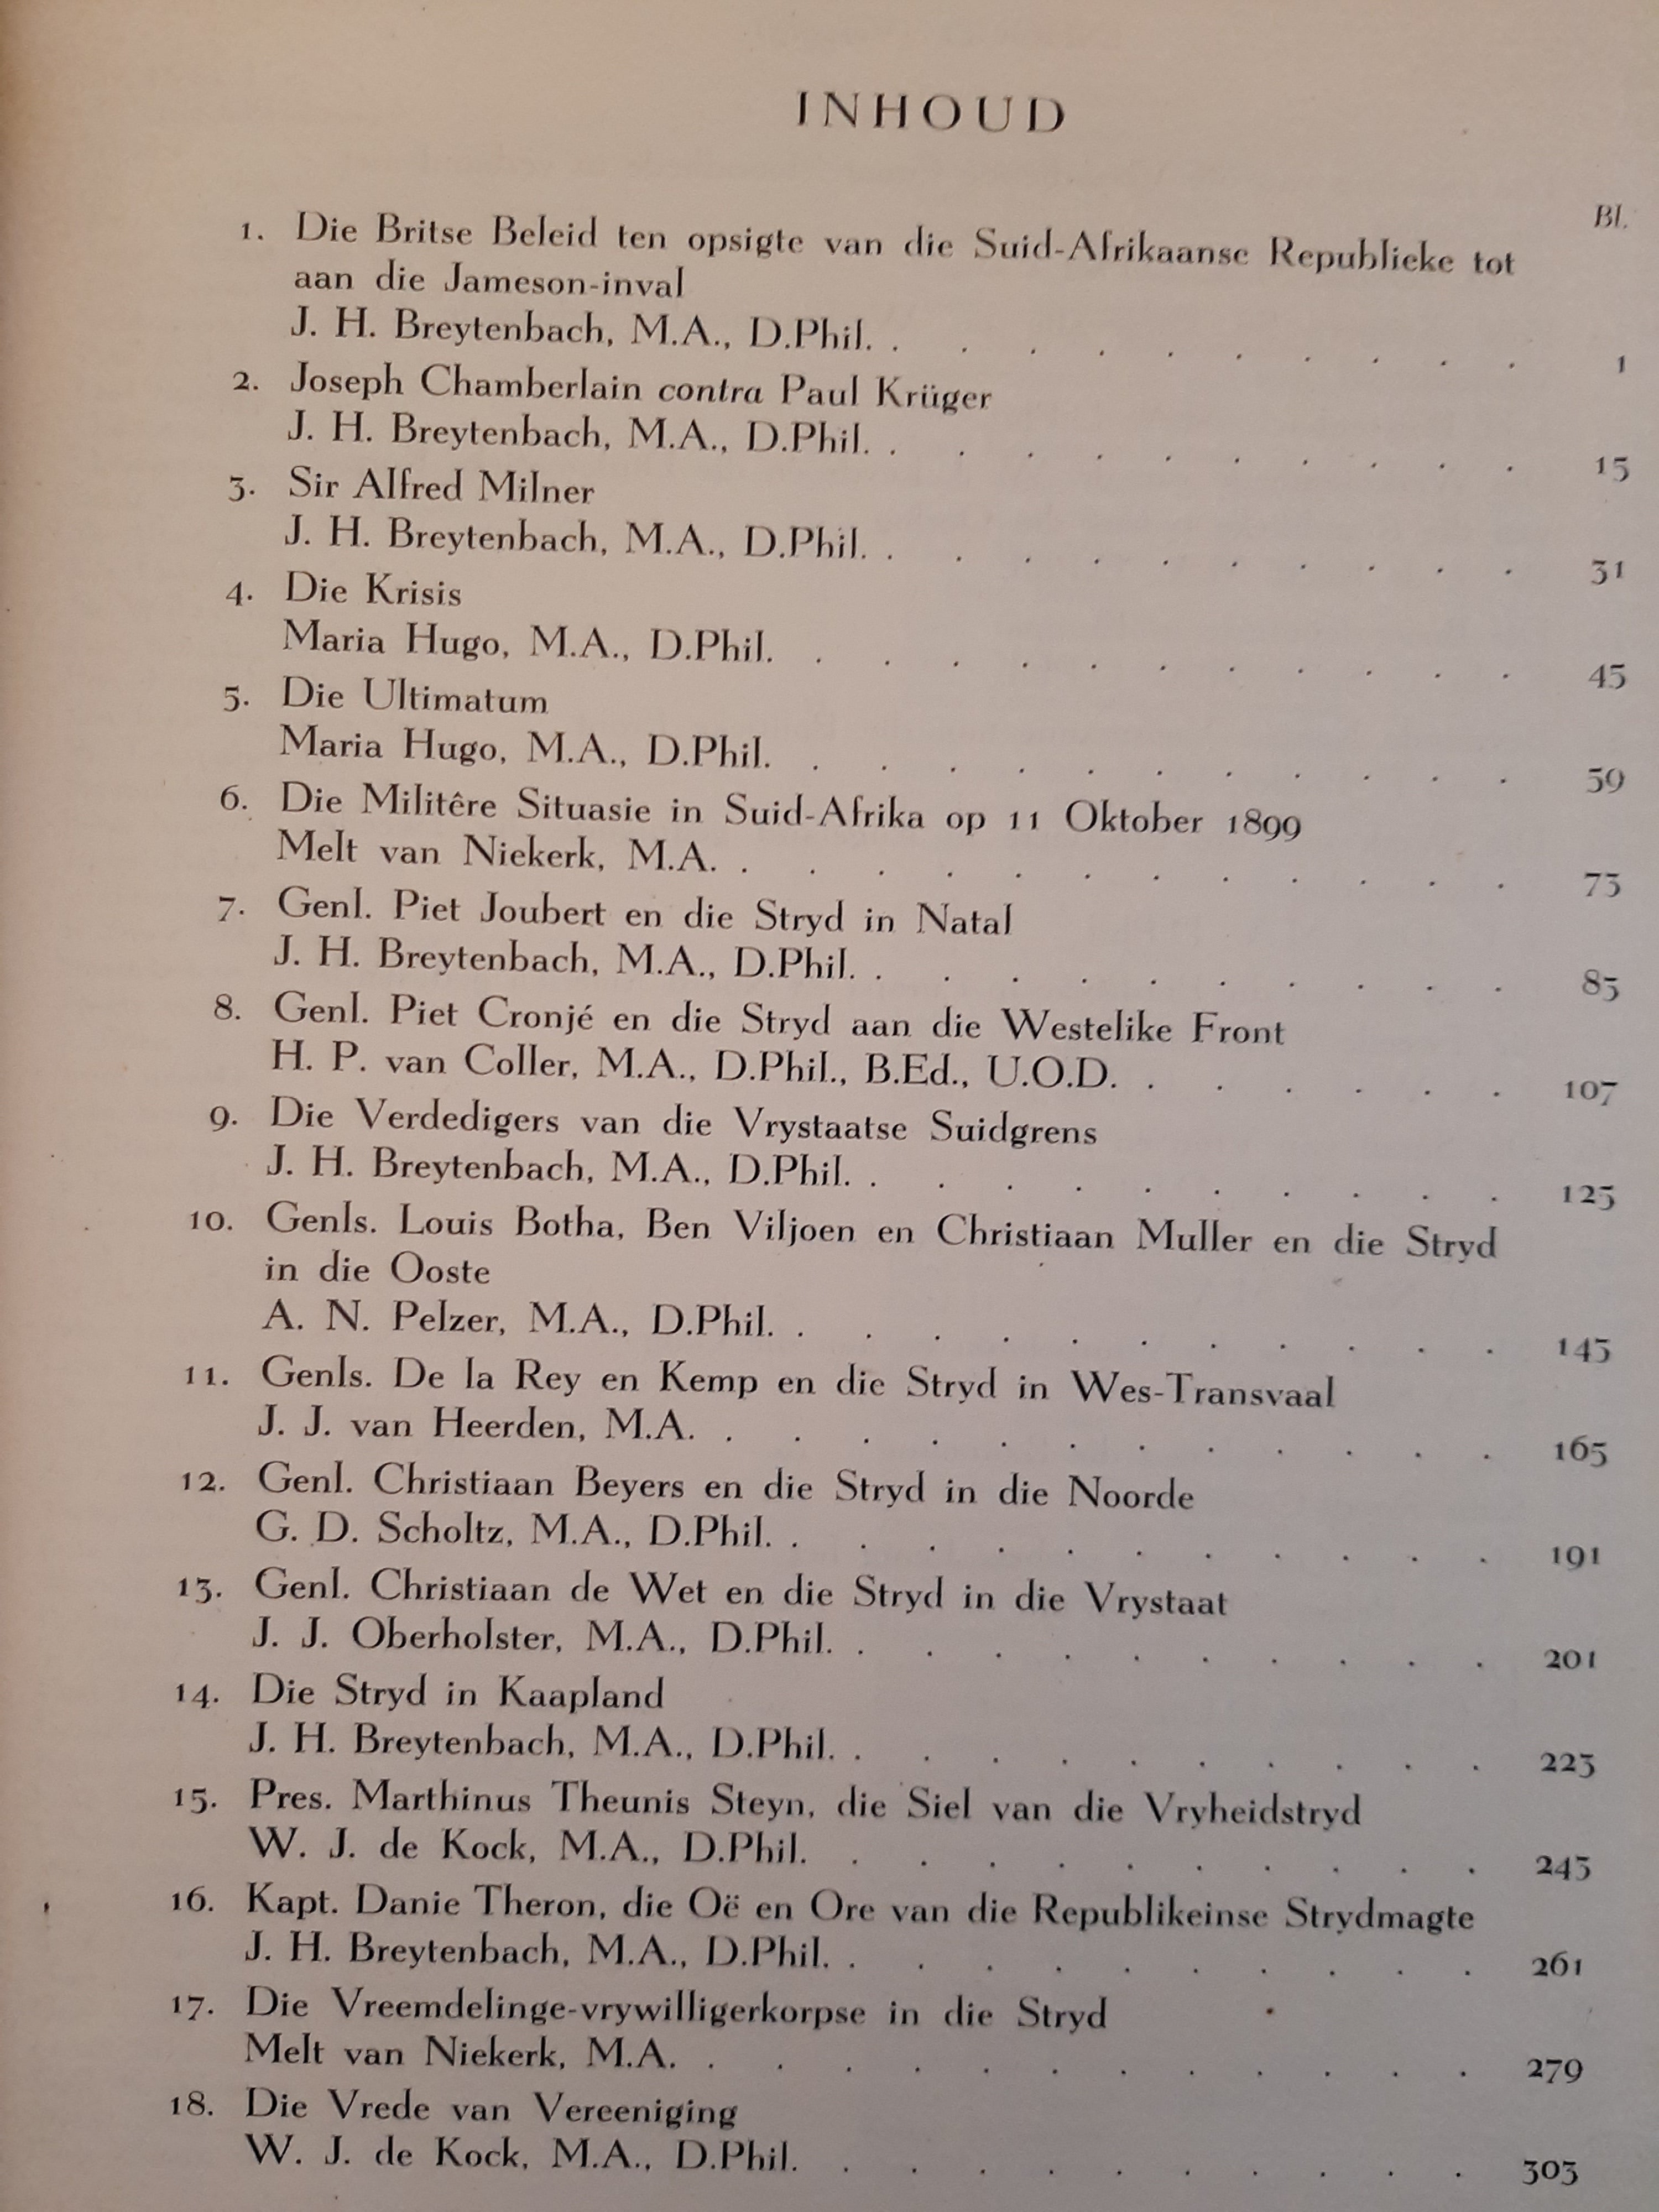 INHOUD
Bl.
1. Die Britse Beleid ten opsigte van die Suid-Afrikaanse Republieke tot
aan die Jameson-inval
J. H. Breytenbach, M.A., D.Phil. . . . . . . . . . . 1
2. Joseph Chamberlain contra Paul Krüger
J. H. Breytenbach, M.A., D.Phil. . . . . . . . . . . 15
3. Sir Alfred Milner
J. H. Breytenbach, M.A., D.Phil. . . . . . . . . . . 31
4. Die Krisis
Maria Hugo, M.A., D.Phil. . . . . . . . . . . . 45
5. Die Ultimatum
Maria Hugo, M.A., D.Phil. . . . . . . . . . . . 59
6. Die Militêre Situasie in Suid-Afrika op 11 Oktober 1899
Melt van Niekerk, M.A. . . . . . . . . . . . . 73
7. Genl. Piet Joubert en die Stryd in Natal
J. H. Breytenbach, M.A., D.Phil. . . . . . . . . . . 85
8. Genl. Piet Cronjé en die Stryd aan die Westelike Front
H. P. van Coller, M.A., D.Phil., B.Ed., U.O.D. . . . . . . 107
9. Die Verdedigers van die Vrystaatse Suidgrens
J. H. Breytenbach, M.A., D.Phil. . . . . . . . . . . 125
10. Genls. Louis Botha, Ben Viljoen en Christiaan Muller en die Stryd
in die Ooste
A. N. Pelzer, M.A., D.Phil. . . . . . . . . . . . 145
11. Genls. De la Rey en Kemp en die Stryd in Wes-Transvaal
J. J. van Heerden, M.A. . . . . . . . . . . . . 165
12. Genl. Christiaan Beyers en die Stryd in die Noorde
G. D. Scholtz, M.A., D.Phil. . . . . . . . . . . . 191
13. Genl. Christiaan de Wet en die Stryd in die Vrystaat
J. J. Oberholster, M.A., D.Phil. . . . . . . . . . . 201
14. Die Stryd in Kaapland
J. H. Breytenbach, M.A., D.Phil. . . . . . . . . . . 223
15. Pres. Marthinus Theunis Steyn, die Siel van die Vryheidstryd
W. J. de Kock, M.A., D.Phil. . . . . . . . . . . 245
16. Kapt. Danie Theron, die Oë en Ore van die Republikeinse Strydmagte
J. H. Breytenbach, M.A., D.Phil. . . . . . . . . . . 261
17. Die Vreemdelinge-vrywilligerkorpse in die Stryd
Melt van Niekerk, M.A. . . . . . . . . . . . . 279
18. Die Vrede van Vereeniging
W. J. de Kock, M.A., D.Phil. . . . . . . . . . . 303